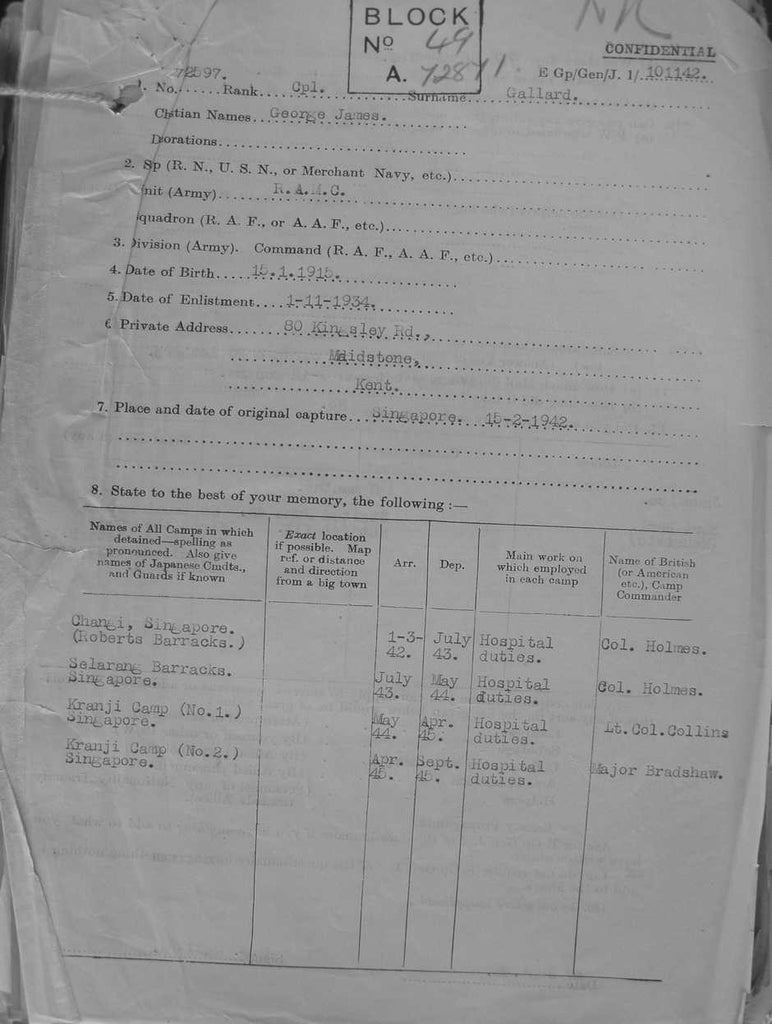 BLOCK
No 49
A. 72871
CONFIDENTIAL
E Gp/Gen/J. 1/.101142.
1. No. ..... Rank.. Cpl. .......... Surname.... Gallard.
Christian Names.. George James.
Decorations
2. Ship (R. N., U. S. N., or Merchant Navy, etc.)
Unit (Army).......... R.A.M.C.
Squadron (R. A. F., or A. A. F., etc.)
3. Division (Army). Command (R. A. F., A. A. F., etc.)
4. Date of Birth..... 15.1.1915.
5. Date of Enlistment.... 1-11-1934.
6 Private Address....... 80 Kingsley Rd.,
Maidstone,
Kent.
7. Place and date of original capture... Singapore. 15-2-1942.
8. State to the best of your memory, the following :—
Names of All Camps in which
detained—spelling as
pronounced. Also give
names of Japanese Cmdts.,
and Guards if known
Exact location
if possible. Map
ref. or distance
and direction
from a big town
Arr.
Dep.
Main work on
which employed
in each camp
Name of British
(or American
etc.), Camp
Commander
Changi, Singapore.
(Roberts Barracks.)
1-3-
42.
July
43.
Hospital
duties.
Col. Holmes.
Selarang Barracks.
Singapore.
July
43.
May
44.
Hospital
duties.
Col. Holmes.
Kranji Camp (No.1.)
Singapore.
May
44.
Apr.
45.
Hospital
duties.
Lt.Col.Collins
Kranji Camp (No.2.)
Singapore.
Apr.
45.
Sept.
45.
Hospital
duties.
Major Bradshaw.